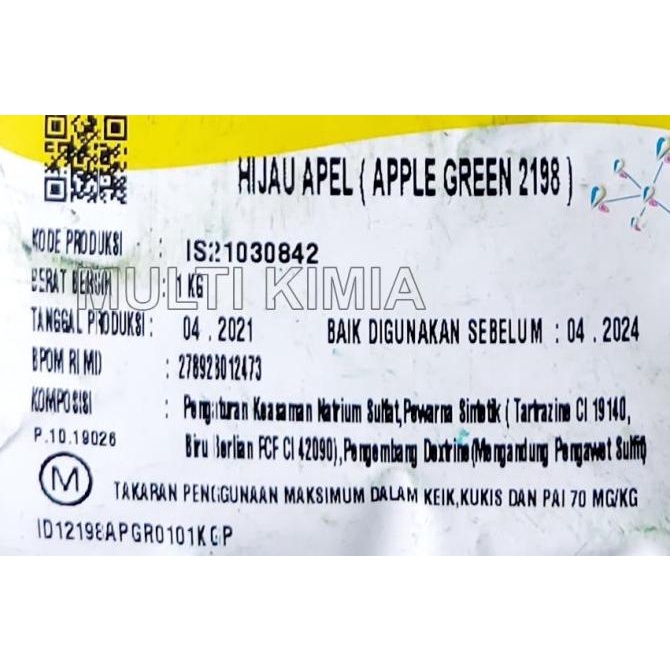 HIJAU APEL ( APPLE GREEN 2198 )
KODE PRODUKSI : IS21030842
BERAT BERSIH : 1 KG
MULTI KIMIA
TANGGAL PRODUKSI : 04 . 2021 BAIK DIGUNAKAN SEBELUM : 04 . 2024
BPOM RI MD : 278928012473
KOMPOSISI : Pengaturan Keasaman Natrium Sulfat,Pewarna Sintetik ( Tartrazine CI 19140,
P.10.19026 Biru Berlian FCF CI 42090),Pengembang Dextrine(Mengandung Pengawet Sulfit)
M TAKARAN PENGGUNAAN MAKSIMUM DALAM KEIK,KUKIS DAN PAI 70 MG/KG
ID12198APGR0101KGP